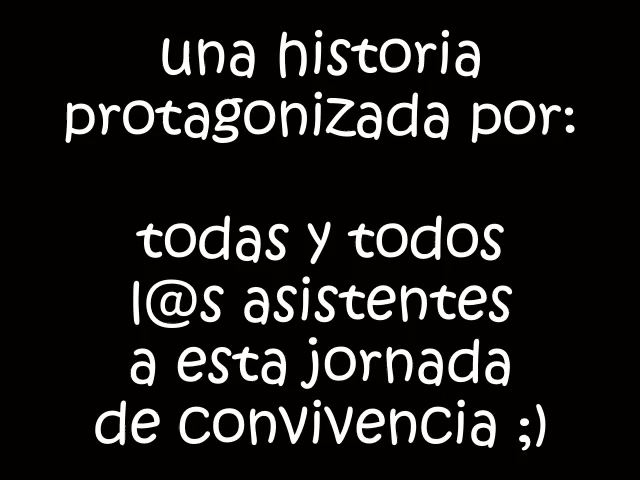 una historia
protagonizada por:
todas y todos
l@s asistentes
a esta jornada
de convivencia ;)